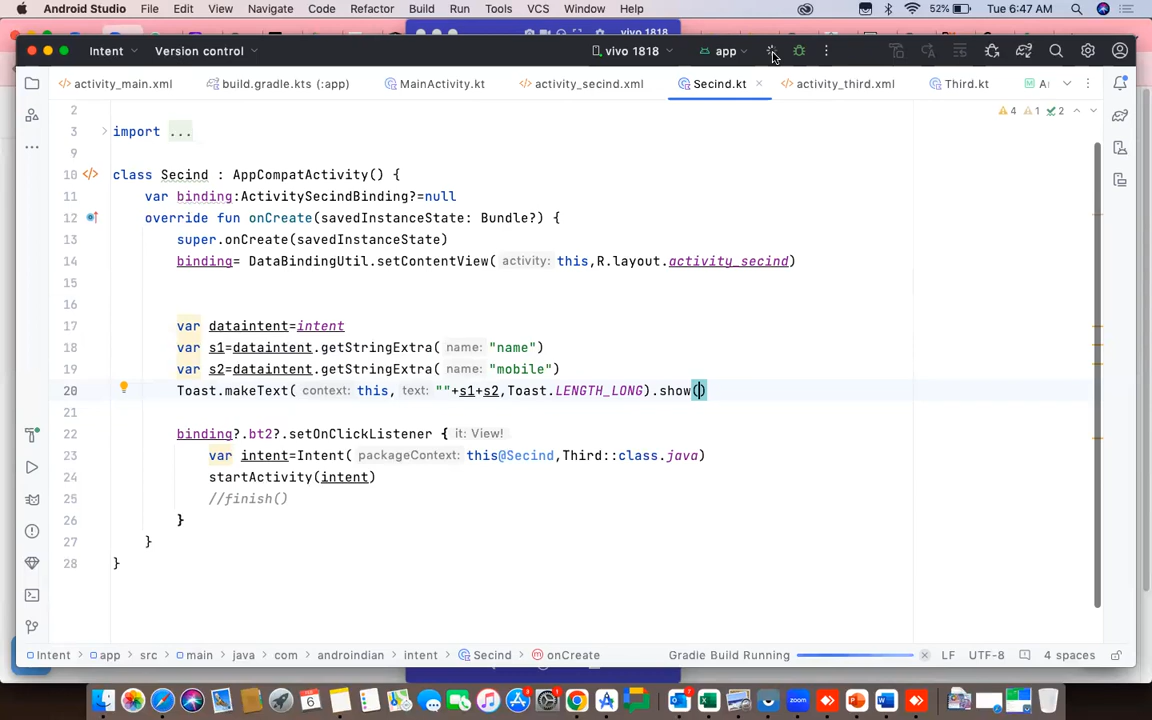 Android Studio File Edit View Navigate Code Refactor Build Run Tools VCS Window Help 52% Tue 6:47 AM
vivo 1818
Intent Version control vivo 1818 app
activity_main.xml build.gradle.kts (:app) MainActivity.kt activity_secind.xml Secind.kt activity_third.xml Third.kt
4 1 2
2
3 import ...
9
10 class Secind : AppCompatActivity() {
11 var binding:ActivitySecindBinding?=null
12 override fun onCreate(savedInstanceState: Bundle?) {
13 super.onCreate(savedInstanceState)
14 binding= DataBindingUtil.setContentView( activity: this,R.layout.activity_secind)
15
16
17 var dataintent=intent
18 var s1=dataintent.getStringExtra( name: "name")
19 var s2=dataintent.getStringExtra( name: "mobile")
20 Toast.makeText( context: this, text: ""+s1+s2,Toast.LENGTH_LONG).show()
21
22 binding?.bt2?.setOnClickListener { it: View!
23 var intent=Intent( packageContext: this@Secind,Third::class.java)
24 startActivity(intent)
25 //finish()
26 }
27 }
28 }
Intent app src main java com androindian intent Secind onCreate Gradle Build Running LF UTF-8 4 spaces